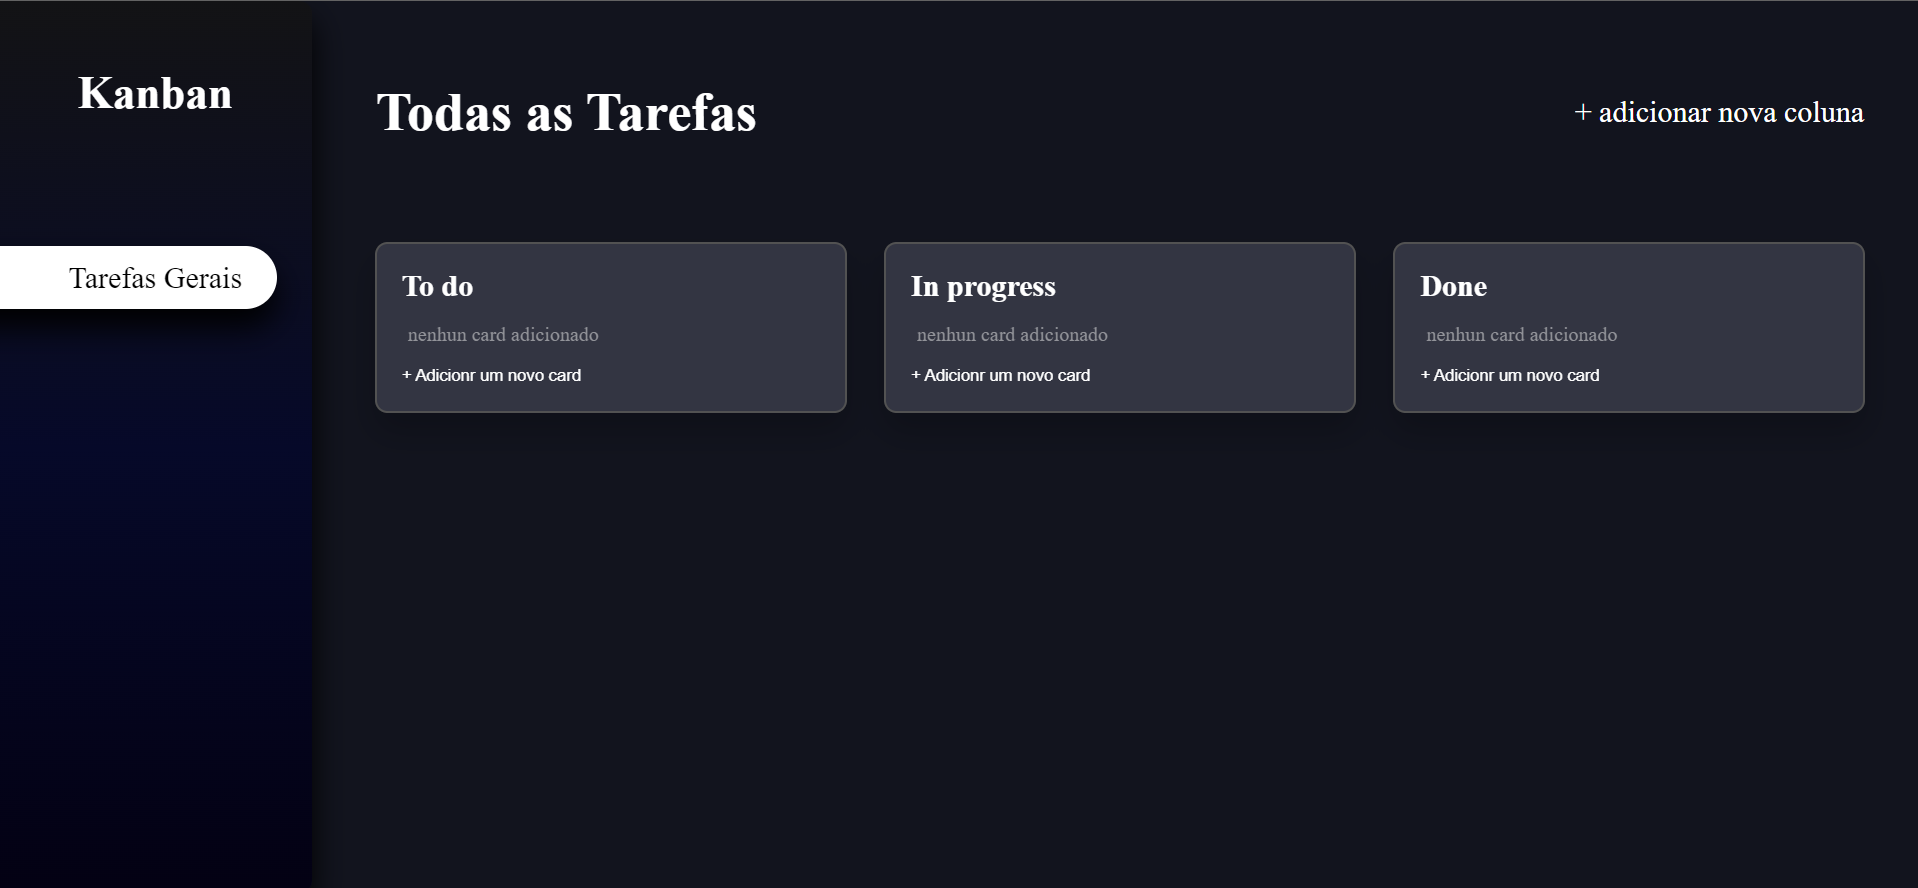 Kanban
Tarefas Gerais
Todas as Tarefas
+ adicionar nova coluna
To do
nenhun card adicionado
+ Adicionr um novo card
In progress
nenhun card adicionado
+ Adicionr um novo card
Done
nenhun card adicionado
+ Adicionr um novo card